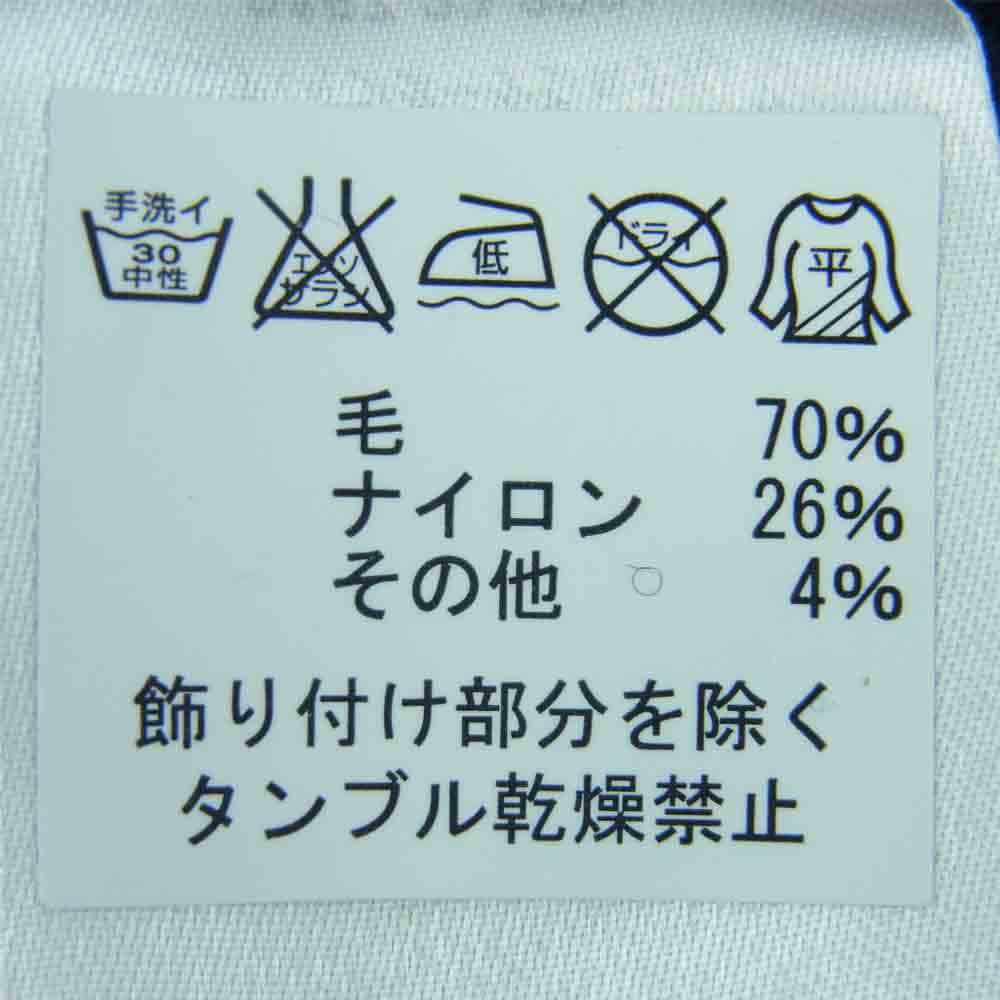 手洗イ
30
中性
エンソ
サラシ
低
ドライ
平
毛 70%
ナイロン 26%
その他 4%
飾り付け部分を除く
タンブル乾燥禁止